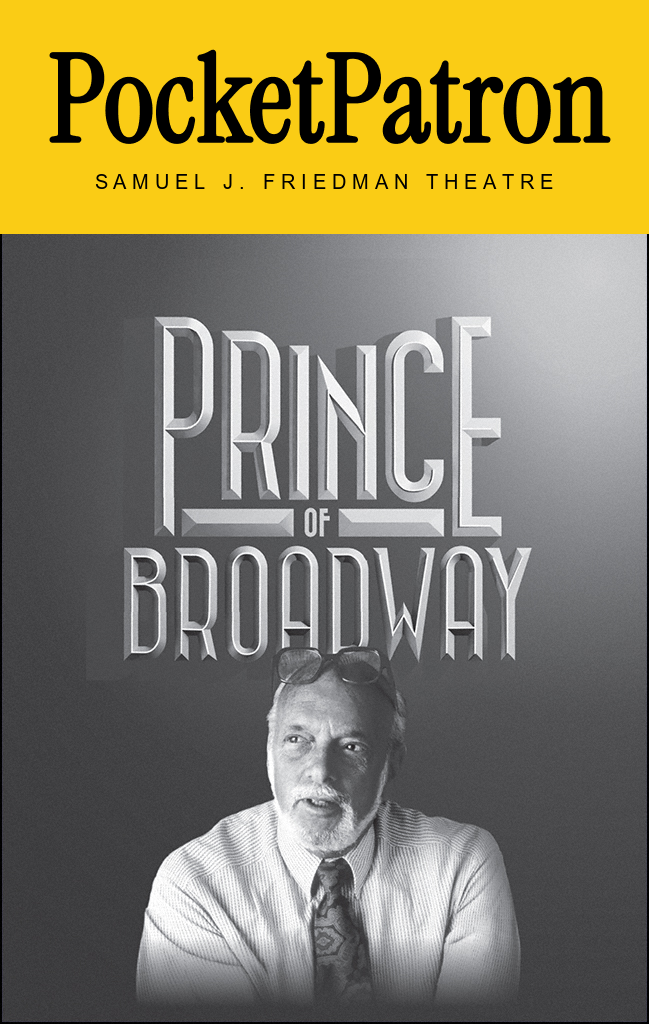 PocketPatron
SAMUEL J. FRIEDMAN THEATRE
PRINCE
OF
BROADWAY